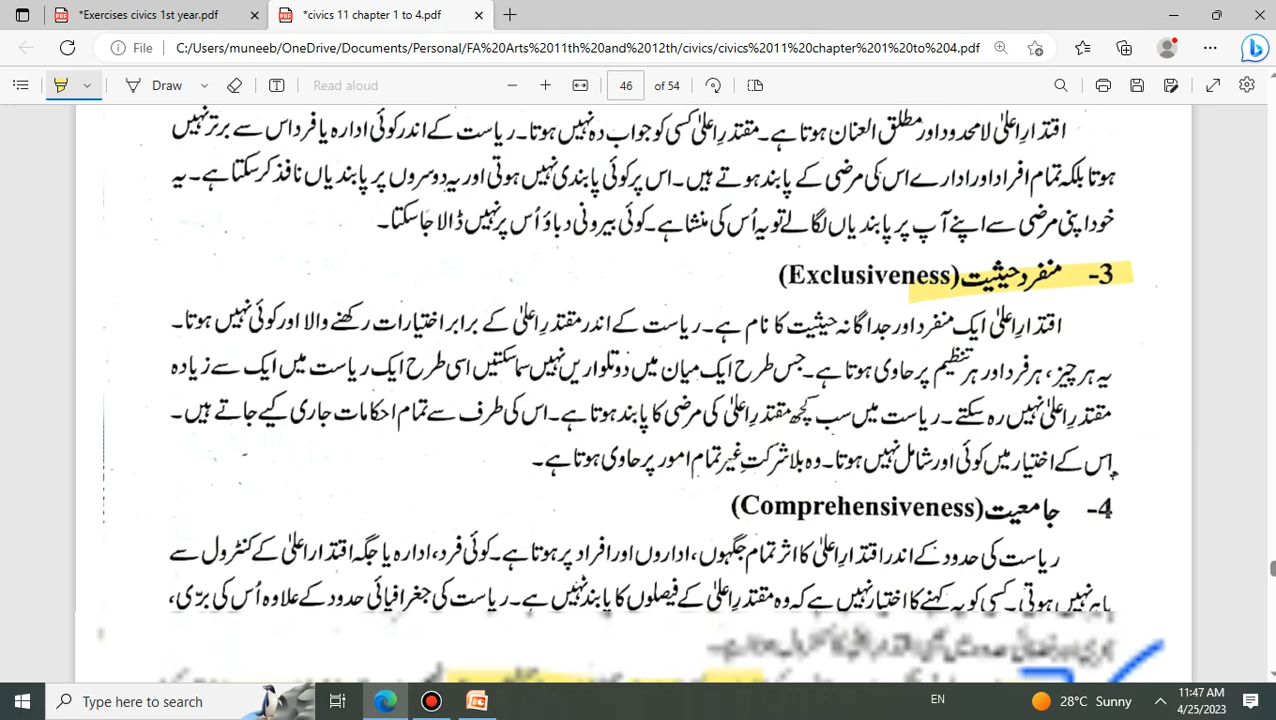 *Exercises civics 1st year.pdf
*civics 11 chapter 1 to 4.pdf
File
C:/Users/muneeb/OneDrive/Documents/Personal/FA%20Arts%2011th%20and%2012th/civics/civics%2011%20chapter%201%20to%204.pdf
Draw
Read aloud
46 of 54
اقتدارِ اعلیٰ لامحدود اور مطلق العنان ہوتا ہے۔ مقتدرِ اعلیٰ کسی کو جواب دہ نہیں ہوتا۔ ریاست کے اندر کوئی ادارہ یا فرد اس سے برتر نہیں
ہوتا بلکہ تمام افراد اور ادارے اس کی مرضی کے پابند ہوتے ہیں۔ اس پر کوئی پابندی نہیں ہوتی اور یہ دوسروں پر پابندیاں نافذ کر سکتا ہے۔ یہ
خود اپنی مرضی سے اپنے آپ پر پابندیاں لگا لے تو یہ اُس کی منشا ہے۔ کوئی بیرونی دباؤ اُس پر نہیں ڈالا جا سکتا۔
3- منفرد حیثیت (Exclusiveness)
اقتدارِ اعلیٰ ایک منفرد اور جداگانہ حیثیت کا نام ہے۔ ریاست کے اندر مقتدرِ اعلیٰ کے برابر اختیارات رکھنے والا اور کوئی نہیں ہوتا۔
یہ ہر چیز، ہر فرد اور ہر تنظیم پر حاوی ہوتا ہے۔ جس طرح ایک میان میں دو تلواریں نہیں سما سکتیں اسی طرح ایک ریاست میں ایک سے زیادہ
مقتدرِ اعلیٰ نہیں رہ سکتے۔ ریاست میں سب کچھ مقتدرِ اعلیٰ کی مرضی کا پابند ہوتا ہے۔ اس کی طرف سے تمام احکامات جاری کیے جاتے ہیں۔
اس کے اختیار میں کوئی اور شامل نہیں ہوتا۔ وہ بلا شرکتِ غیر تمام امور پر حاوی ہوتا ہے۔
4- جامعیت (Comprehensiveness)
ریاست کی حدود کے اندر اقتدارِ اعلیٰ کا اثر تمام جگہوں، اداروں اور افراد پر ہوتا ہے۔ کوئی فرد، ادارہ یا جگہ اقتدارِ اعلیٰ کے کنٹرول سے
باہر نہیں ہوتی۔ کسی کو یہ کہنے کا اختیار نہیں ہے کہ وہ مقتدرِ اعلیٰ کے فیصلوں کا پابند نہیں ہے۔ ریاست کی جغرافیائی حدود کے علاوہ اُس کی برّی،
Type here to search
EN
28°C Sunny
11:47 AM
4/25/2023